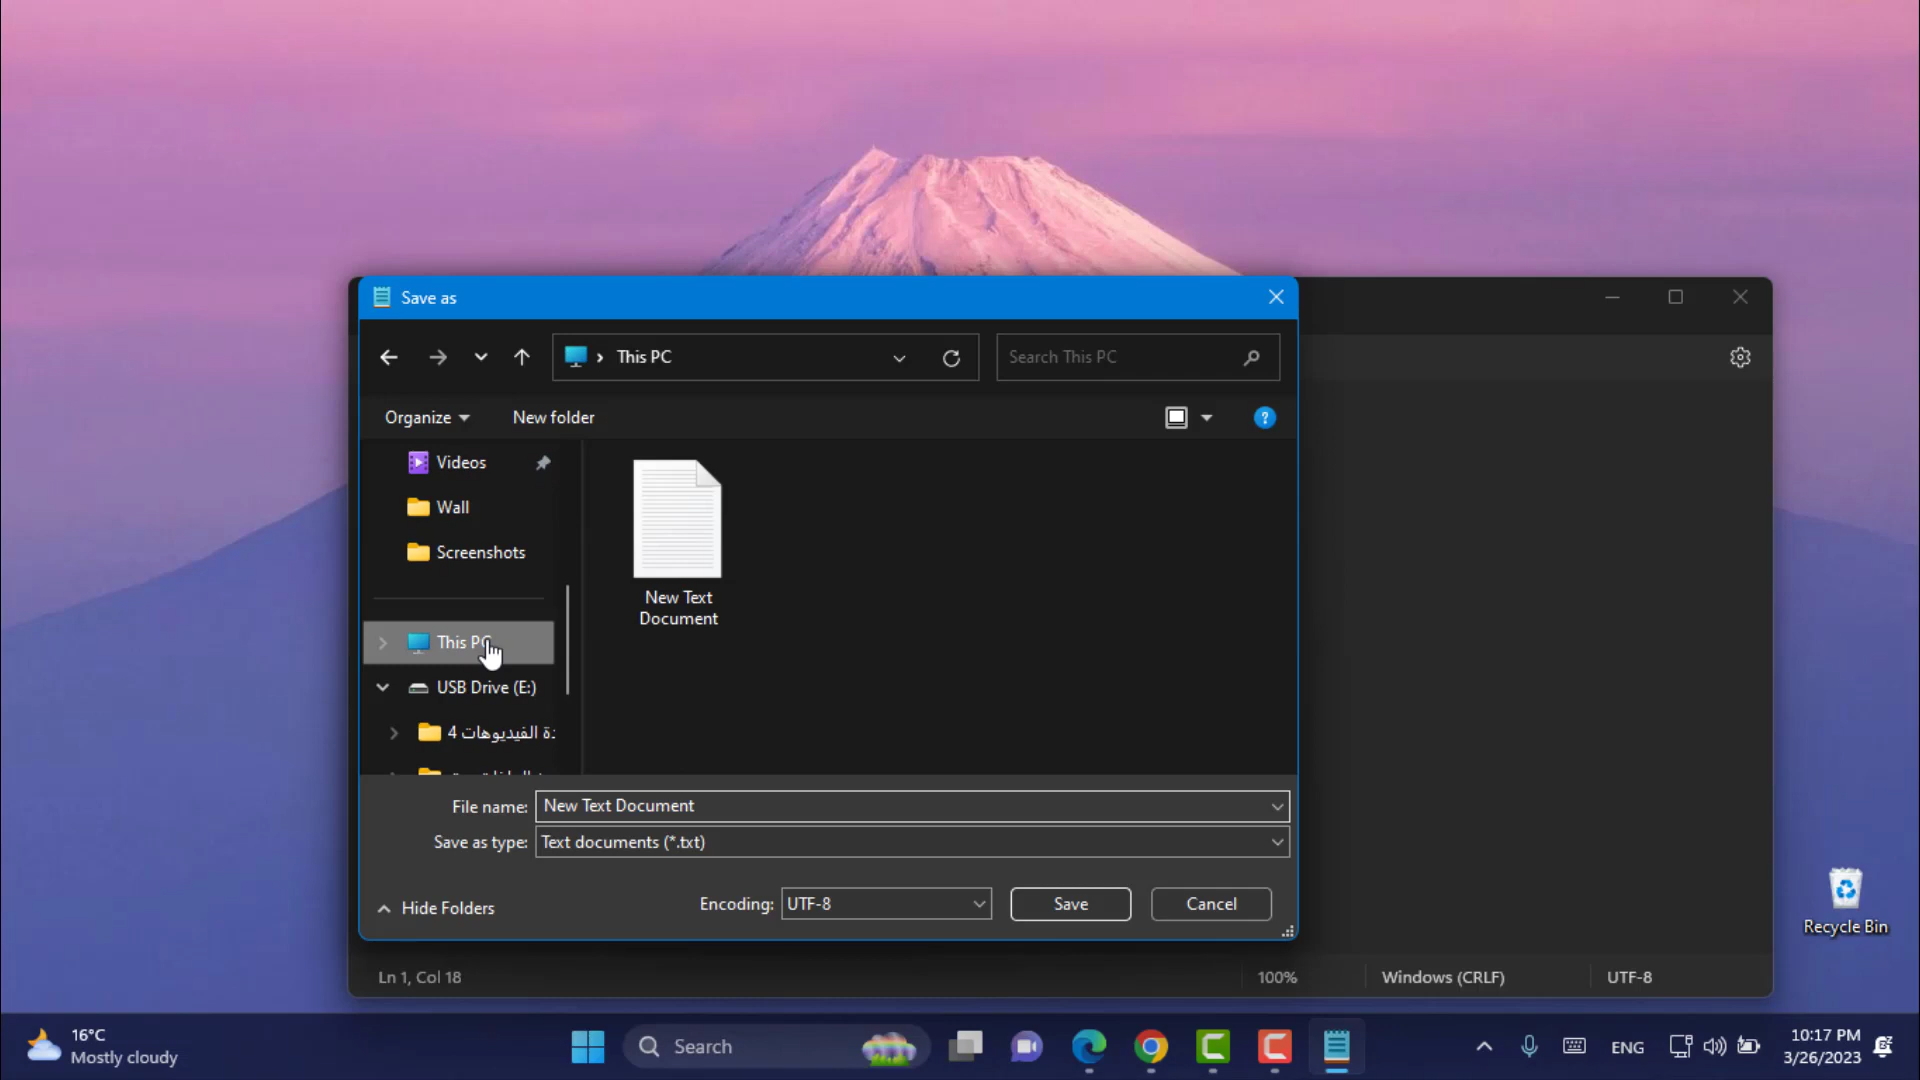 Save as
This PC
Search This PC
Organize
New folder
Videos
Wall
Screenshots
This PC
USB Drive (E:)
4 الفيديوهات
New Text
Document
File name: New Text Document
Save as type: Text documents (*.txt)
Hide Folders
Encoding: UTF-8
Save
Cancel
Ln 1, Col 18
100%
Windows (CRLF)
UTF-8
Recycle Bin
16°C
Mostly cloudy
Search
ENG
10:17 PM
3/26/2023